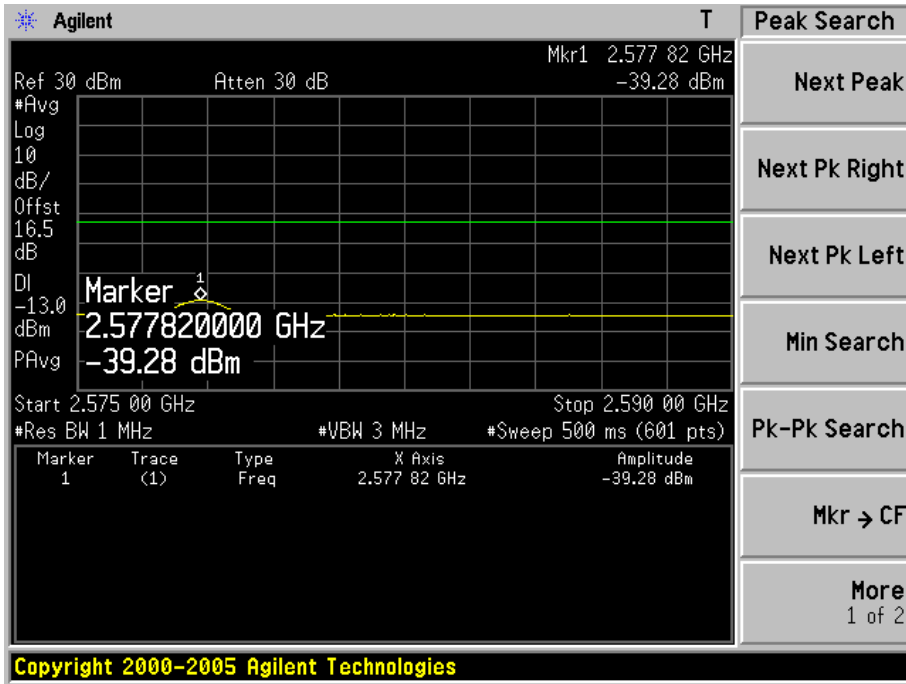 Agilent T
Peak Search
Mkr1 2.577 82 GHz
Ref 30 dBm Atten 30 dB -39.28 dBm
#Avg
Log
10
dB/
Offst
16.5
dB
DI
-13.0
dBm
PAvg
1
Marker
2.577820000 GHz
-39.28 dBm
Start 2.575 00 GHz Stop 2.590 00 GHz
#Res BW 1 MHz #VBW 3 MHz #Sweep 500 ms (601 pts)
Marker Trace Type X Axis Amplitude
1 (1) Freq 2.577 82 GHz -39.28 dBm
Next Peak
Next Pk Right
Next Pk Left
Min Search
Pk-Pk Search
Mkr → CF
More
1 of 2
Copyright 2000-2005 Agilent Technologies